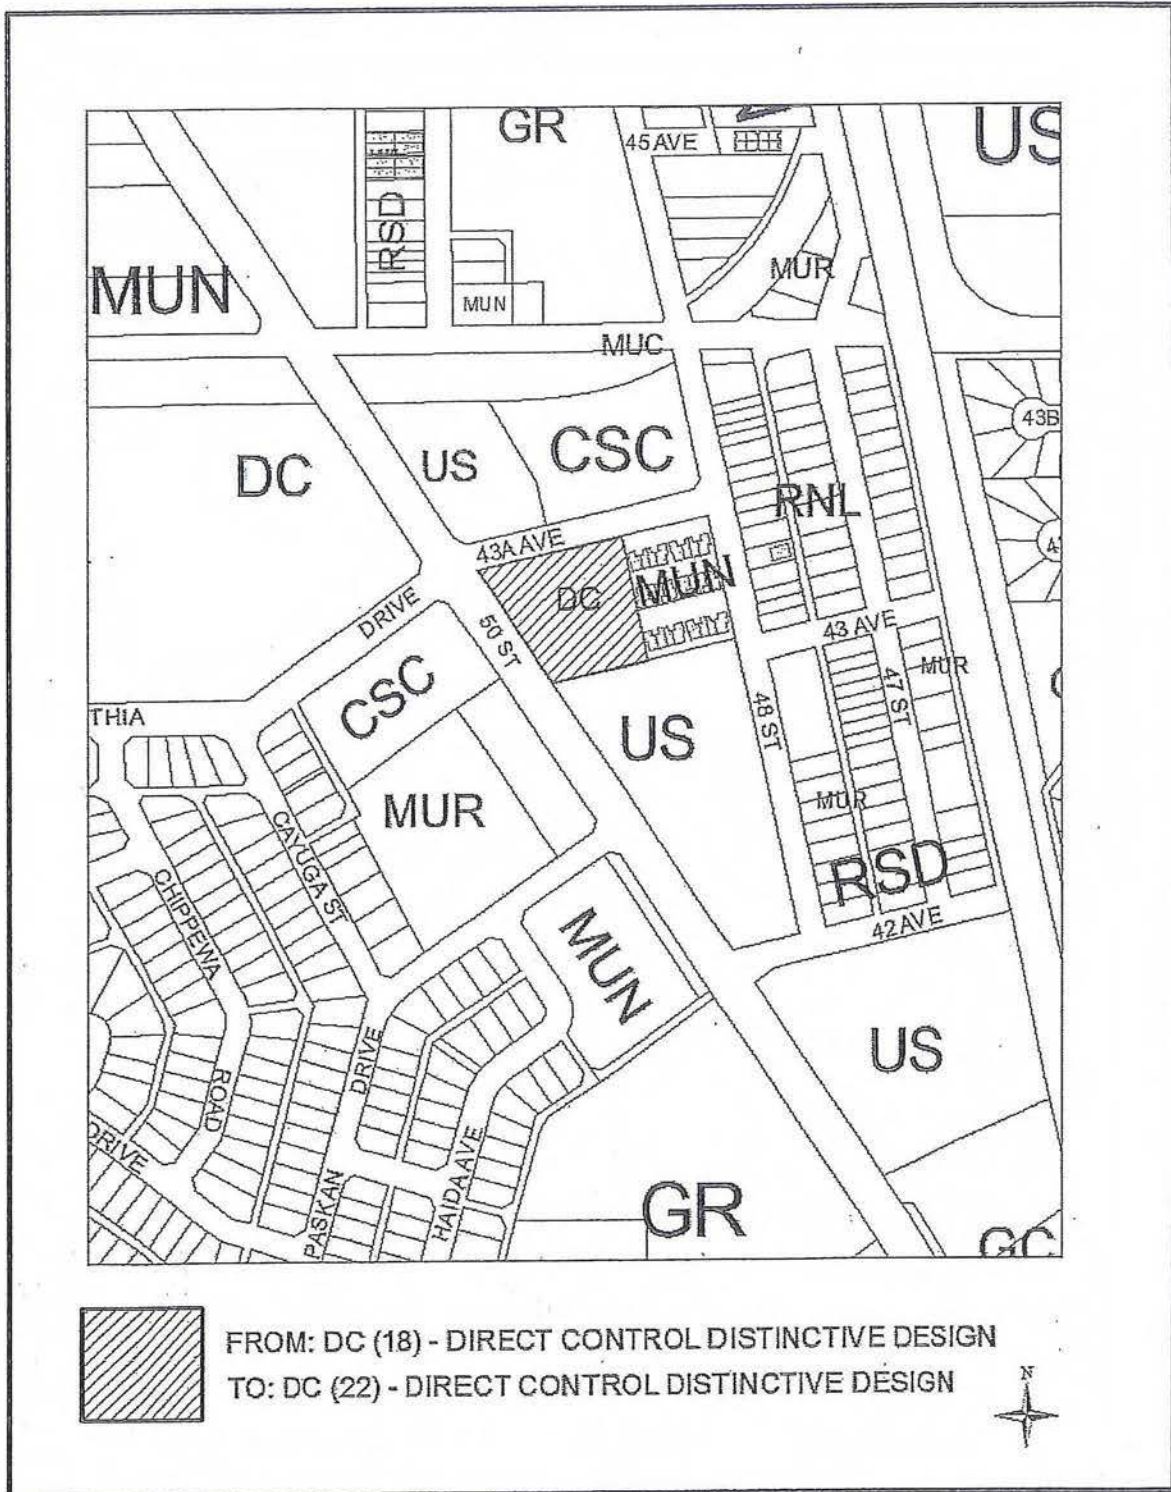 GR
45 AVE
US
RSD
MUN
MUN
MUR
MUC
DC
US
CSC
43B
RNL
43A AVE
DC
MUN
DRIVE
50 ST
43 AVE
MUR
CSC
THIA
US
48 ST
47 ST
MUR
MUR
CAYUGA ST
RSD
CHIPPEWA
ROAD
42 AVE
MUN
US
DRIVE
DRIVE
PASKAN
HAIDA AVE
GR
GC
FROM: DC (18) - DIRECT CONTROL DISTINCTIVE DESIGN
TO: DC (22) - DIRECT CONTROL DISTINCTIVE DESIGN
N